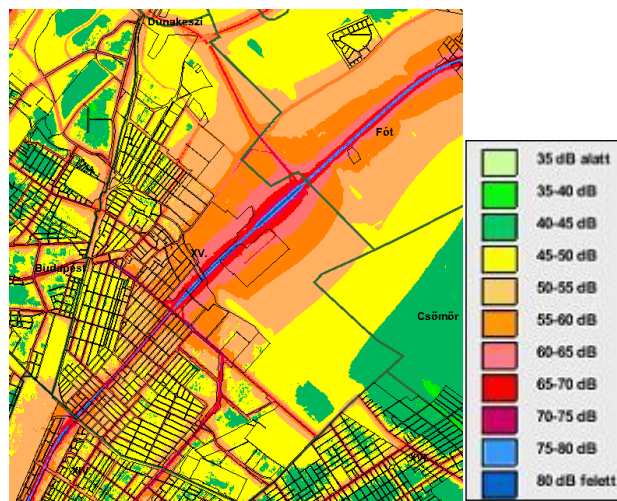 Dunakeszi
Fót
XV.
Budapest
Csömör
XIV.
35 dB alatt
35-40 dB
40-45 dB
45-50 dB
50-55 dB
55-60 dB
60-65 dB
65-70 dB
70-75 dB
75-80 dB
80 dB felett